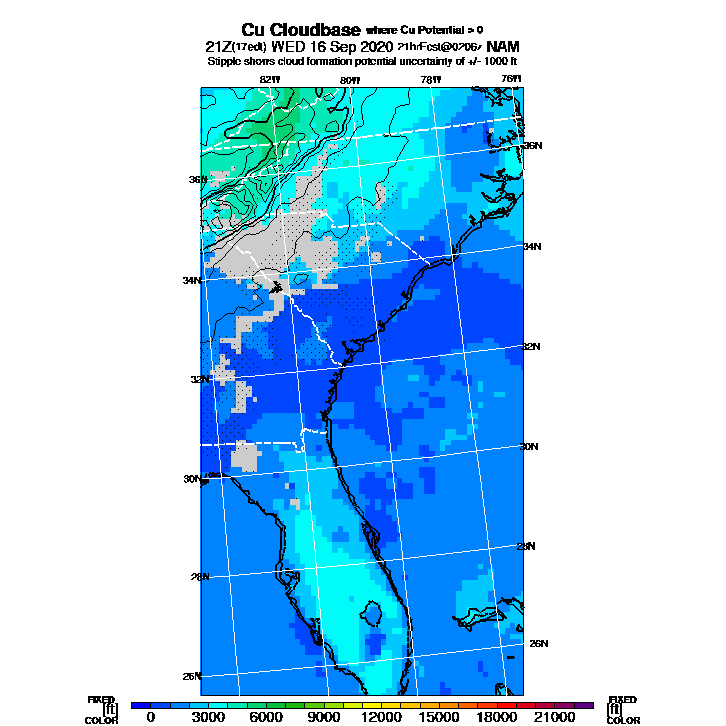 Cu Cloudbase where Cu Potential > 0
21Z(17edt) WED 16 Sep 2020 21hrFcst@0206z NAM
Stipple shows cloud formation potential uncertainty of +/- 1000 ft
82W 80W 78W 76W
36N
36N
34N
34N
32N
32N
30N
30N
28N
28N
26N
26N
FIXED FIXED
[ft] [ft]
COLOR COLOR
0 3000 6000 9000 12000 15000 18000 21000